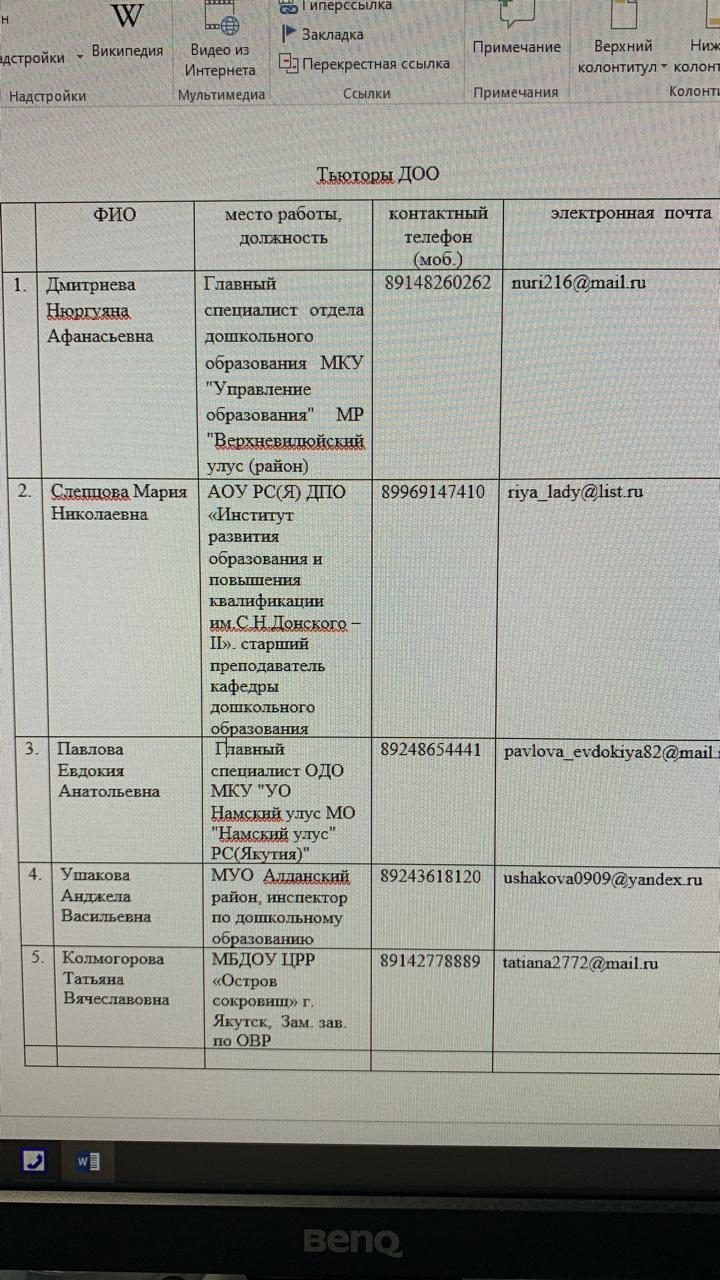 Гиперссылка
Закладка
Перекрестная ссылка
Ссылки
Википедия
Надстройки
Видео из
Интернета
Мультимедиа
Примечание
Примечания
Верхний
колонтитул
Тьюторы ДОО
ФИО
место работы,
должность
контактный
телефон
(моб.)
электронная почта
1.
Дмитриева
Нюргуяна
Афанасьевна
Главный
специалист отдела
дошкольного
образования МКУ
"Управление
образования" МР
"Верхневилюйский
улус (район)
89148260262
nuri216@mail.ru
2.
Слепцова Мария
Николаевна
АОУ РС(Я) ДПО
«Институт
развития
образования и
повышения
квалификации
им.С.Н.Донского –
II». старший
преподаватель
кафедры
дошкольного
образования
89969147410
riya_lady@list.ru
3.
Павлова
Евдокия
Анатольевна
Главный
специалист ОДО
МКУ "УО
Намский улус МО
"Намский улус"
РС(Якутия)"
89248654441
pavlova_evdokiya82@mail.
4.
Ушакова
Анджела
Васильевна
МУО Алданский
район, инспектор
по дошкольному
образованию
89243618120
ushakova0909@yandex.ru
5.
Колмогорова
Татьяна
Вячеславовна
МБДОУ ЦРР
«Остров
сокровищ» г.
Якутск, Зам. зав.
по ОВР
89142778889
tatiana2772@mail.ru
BenQ